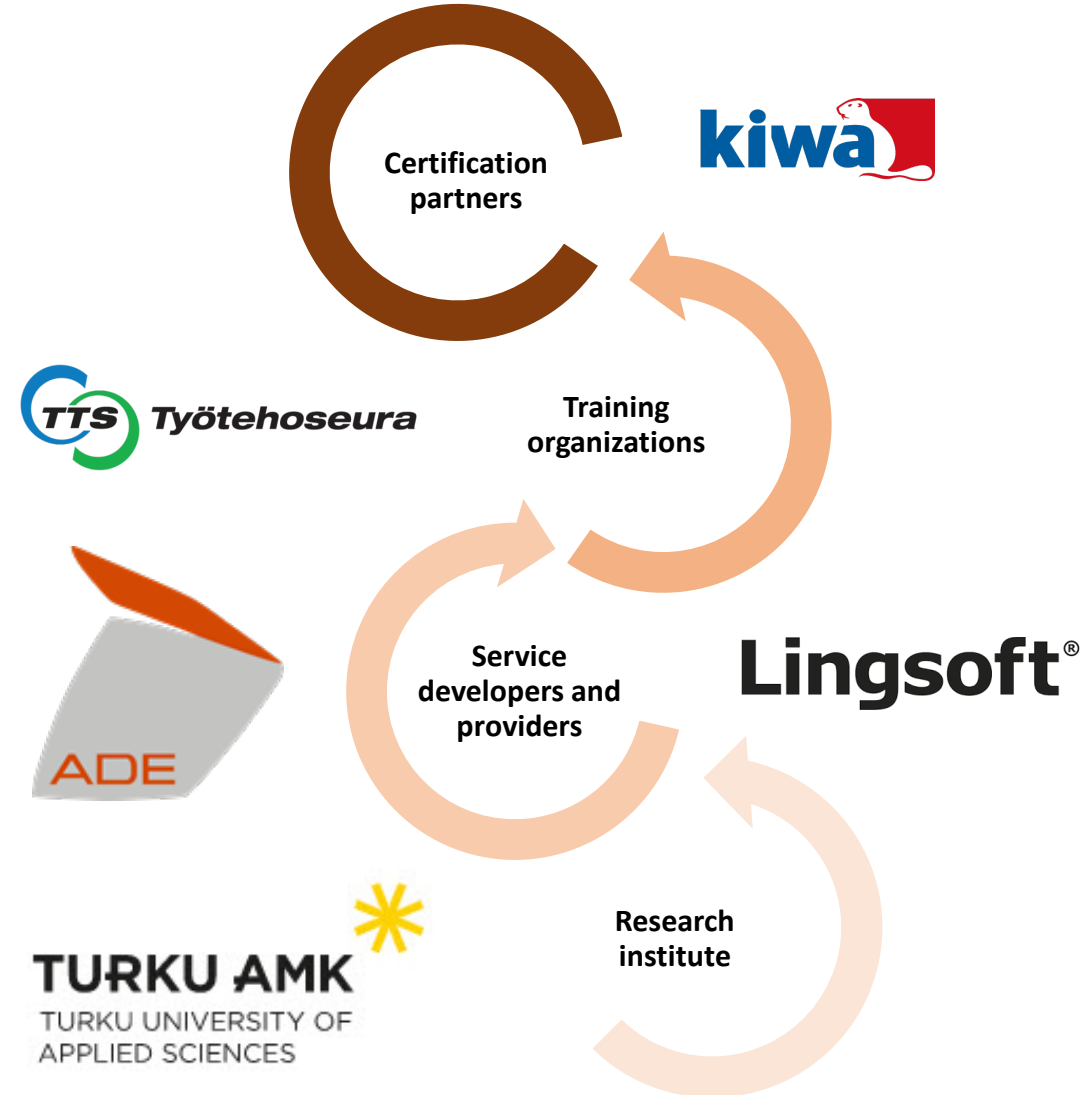 Certification
partners
kiwa
TTS Työtehoseura
Training
organizations
Service
developers and
providers
Lingsoft®
ADE
Research
institute
TURKU AMK
TURKU UNIVERSITY OF
APPLIED SCIENCES